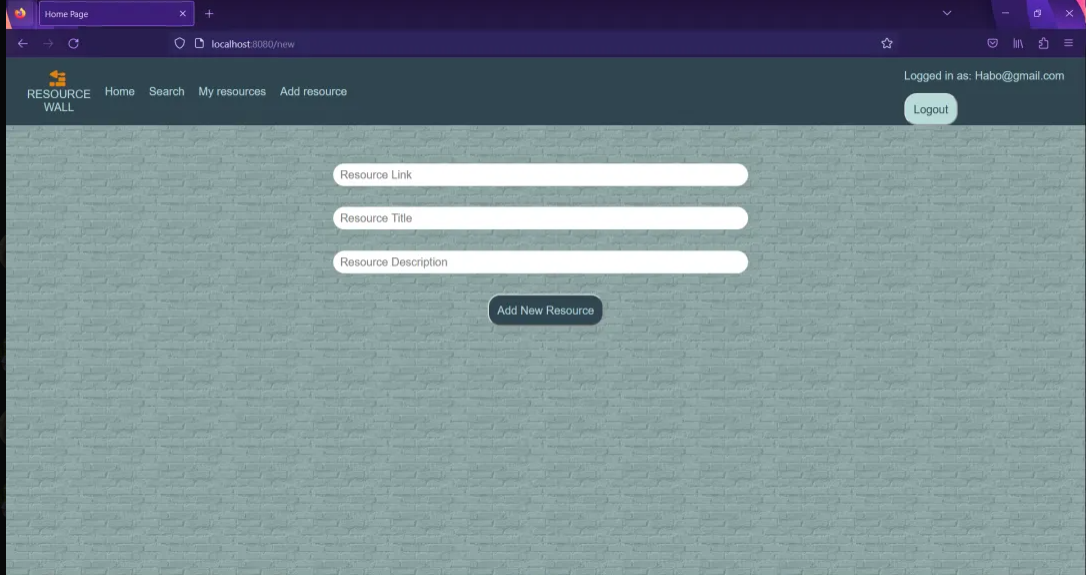 Home Page
localhost:8080/new
RESOURCE
WALL
Home
Search
My resources
Add resource
Logged in as: Habo@gmail.com
Logout
Resource Link
Resource Title
Resource Description
Add New Resource